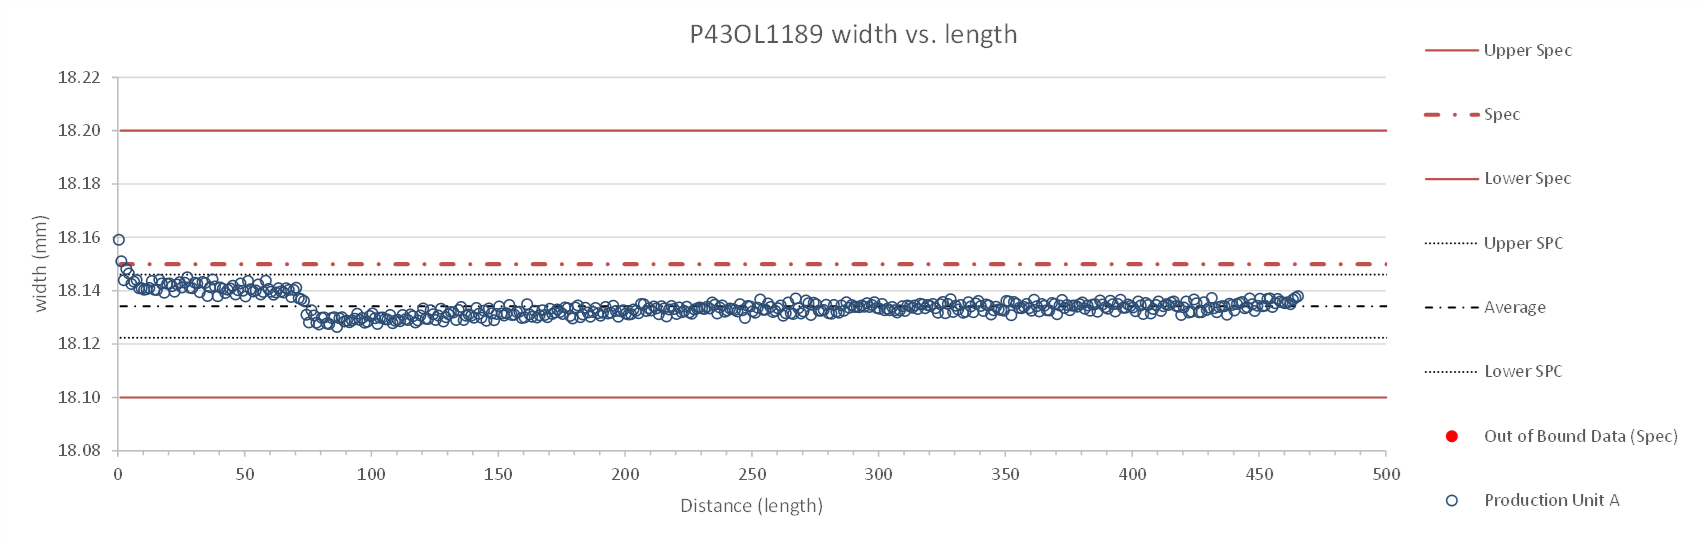 P43OL1189 width vs. length
18.22
18.20
18.18
18.16
18.14
18.12
18.10
18.08
width (mm)
0 50 100 150 200 250 300 350 400 450 500
Distance (length)
Upper Spec
Spec
Lower Spec
Upper SPC
Average
Lower SPC
Out of Bound Data (Spec)
Production Unit A